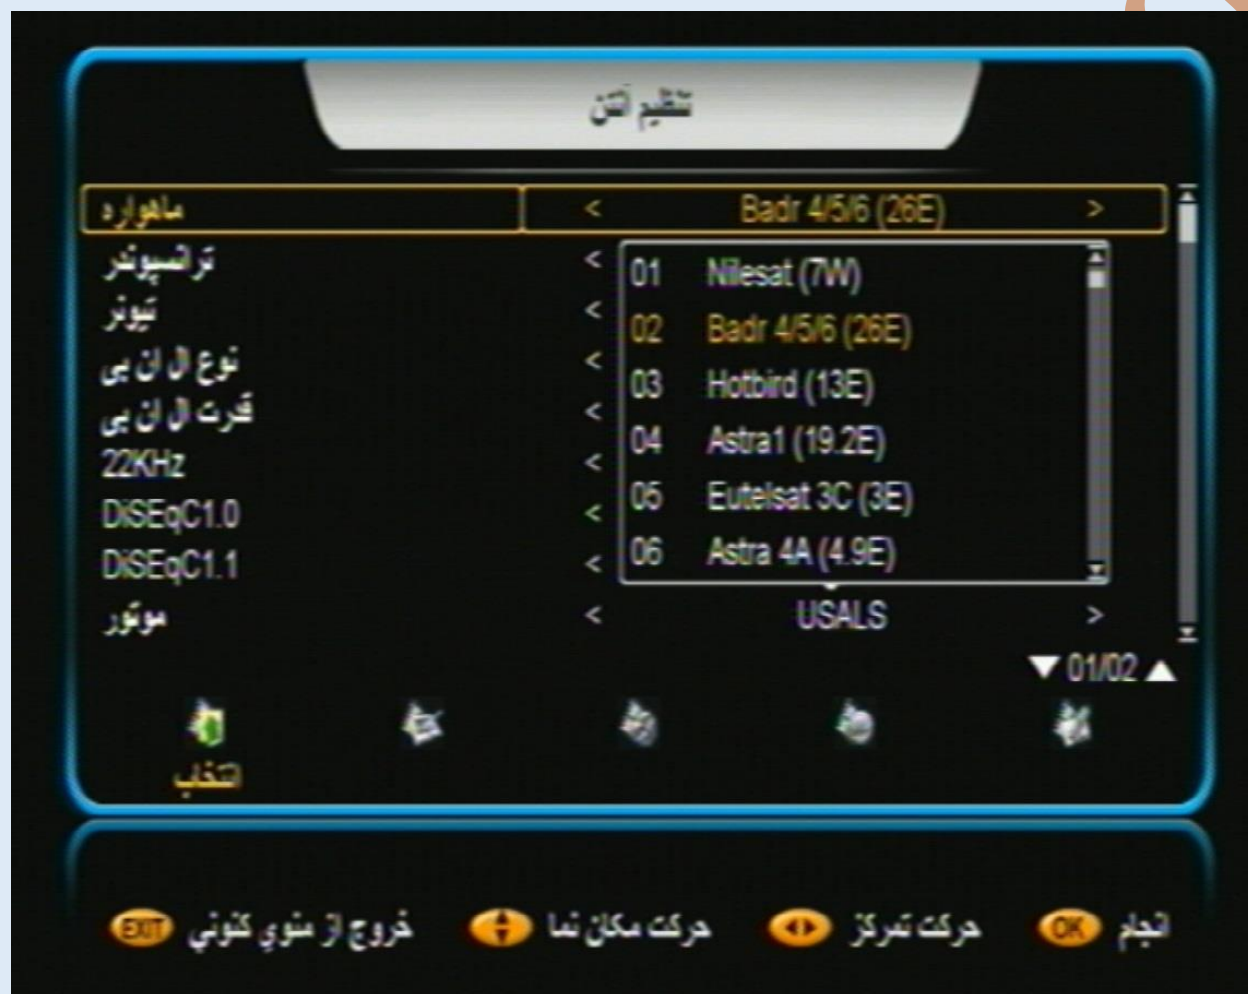 تنظیم آنتن
ماهواره < Badr 4/5/6 (26E) >
ترانسپوندر <
تیونر <
نوع ال ان بی <
قدرت ال ان بی <
22KHz <
DiSEqC1.0 <
DiSEqC1.1 <
01 Nilesat (7W)
02 Badr 4/5/6 (26E)
03 Hotbird (13E)
04 Astra1 (19.2E)
05 Eutelsat 3C (3E)
06 Astra 4A (4.9E)
موتور < USALS >
▼ 01/02 ▲
انتخاب
انجام OK حرکت تمرکز حرکت مکان نما خروج از منوي کنوني EXIT